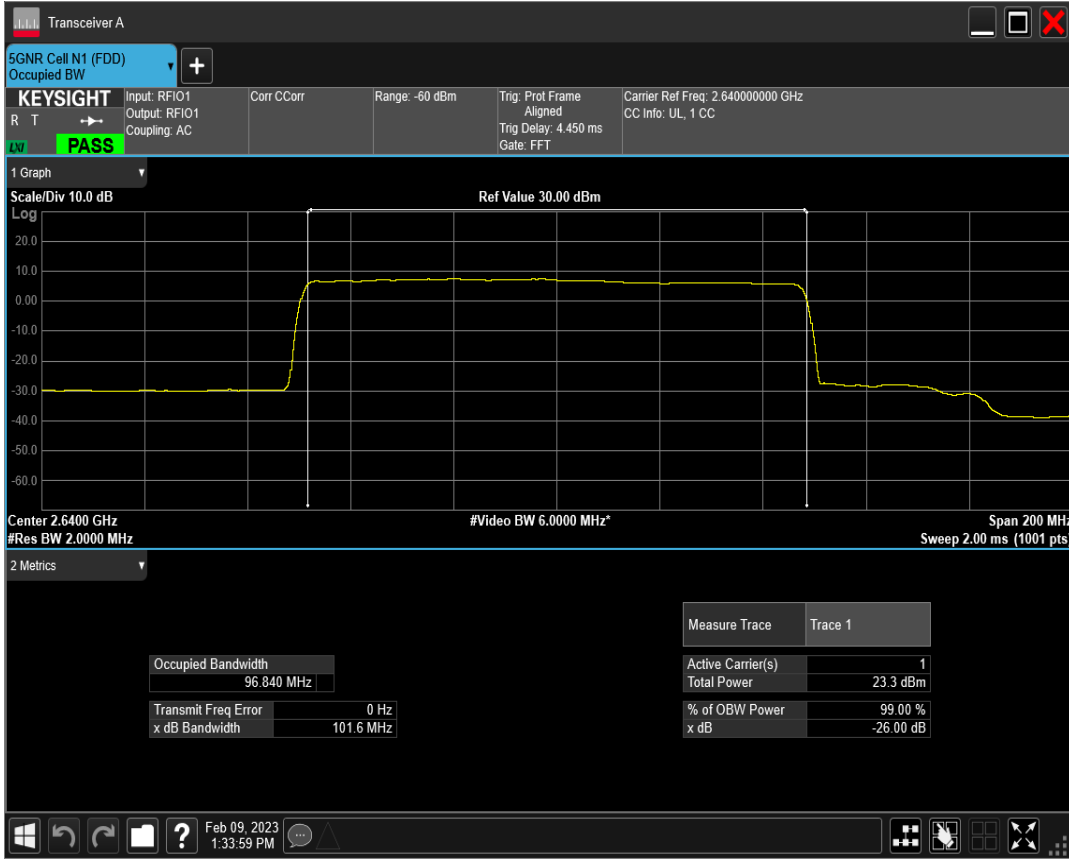 Transceiver A
5GNR Cell N1 (FDD)
Occupied BW
+
KEYSIGHT
R T
LXI
PASS
Input: RFIO1
Output: RFIO1
Coupling: AC
Corr CCorr
Range: -60 dBm
Trig: Prot Frame
Aligned
Trig Delay: 4.450 ms
Gate: FFT
Carrier Ref Freq: 2.640000000 GHz
CC Info: UL, 1 CC
1 Graph
Scale/Div 10.0 dB
Ref Value 30.00 dBm
Log
20.0
10.0
0.00
-10.0
-20.0
-30.0
-40.0
-50.0
-60.0
Center 2.6400 GHz
#Video BW 6.0000 MHz*
Span 200 MHz
#Res BW 2.0000 MHz
Sweep 2.00 ms (1001 pts
2 Metrics
Measure Trace Trace 1
Occupied Bandwidth
96.840 MHz
Active Carrier(s) 1
Total Power 23.3 dBm
Transmit Freq Error 0 Hz
x dB Bandwidth 101.6 MHz
% of OBW Power 99.00 %
x dB -26.00 dB
?
Feb 09, 2023
1:33:59 PM